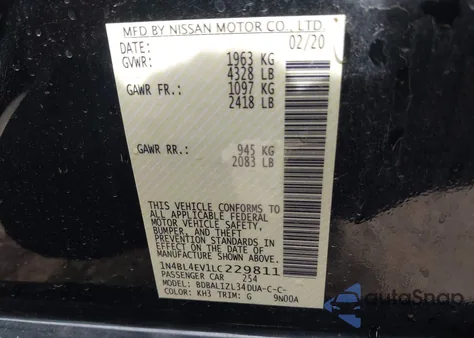 MFD BY NISSAN MOTOR CO., LTD.
DATE: 02/20
GVWR: 1963 KG
4328 LB
GAWR FR.: 1097 KG
2418 LB
GAWR RR.: 945 KG
2083 LB
THIS VEHICLE CONFORMS TO
ALL APPLICABLE FEDERAL
MOTOR VEHICLE SAFETY,
BUMPER, AND THEFT
PREVENTION STANDARDS IN
EFFECT ON THE DATE OF
MANUFACTURE SHOWN ABOVE.
1N4BL4EV1LC229811
PASSENGER CAR 254
MODEL: BDBALIZL34DUA-C-C-
COLOR: KH3 TRIM: G 9N00A
autoSnap